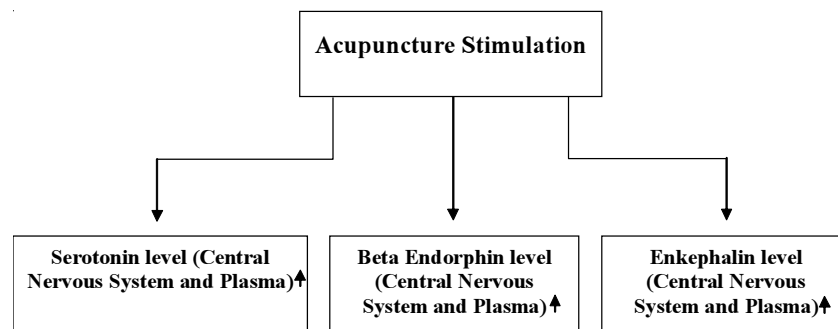 Acupuncture Stimulation
Serotonin level (Central
Nervous System and Plasma)
Beta Endorphin level
(Central Nervous
System and Plasma)
Enkephalin level
(Central Nervous
System and Plasma)